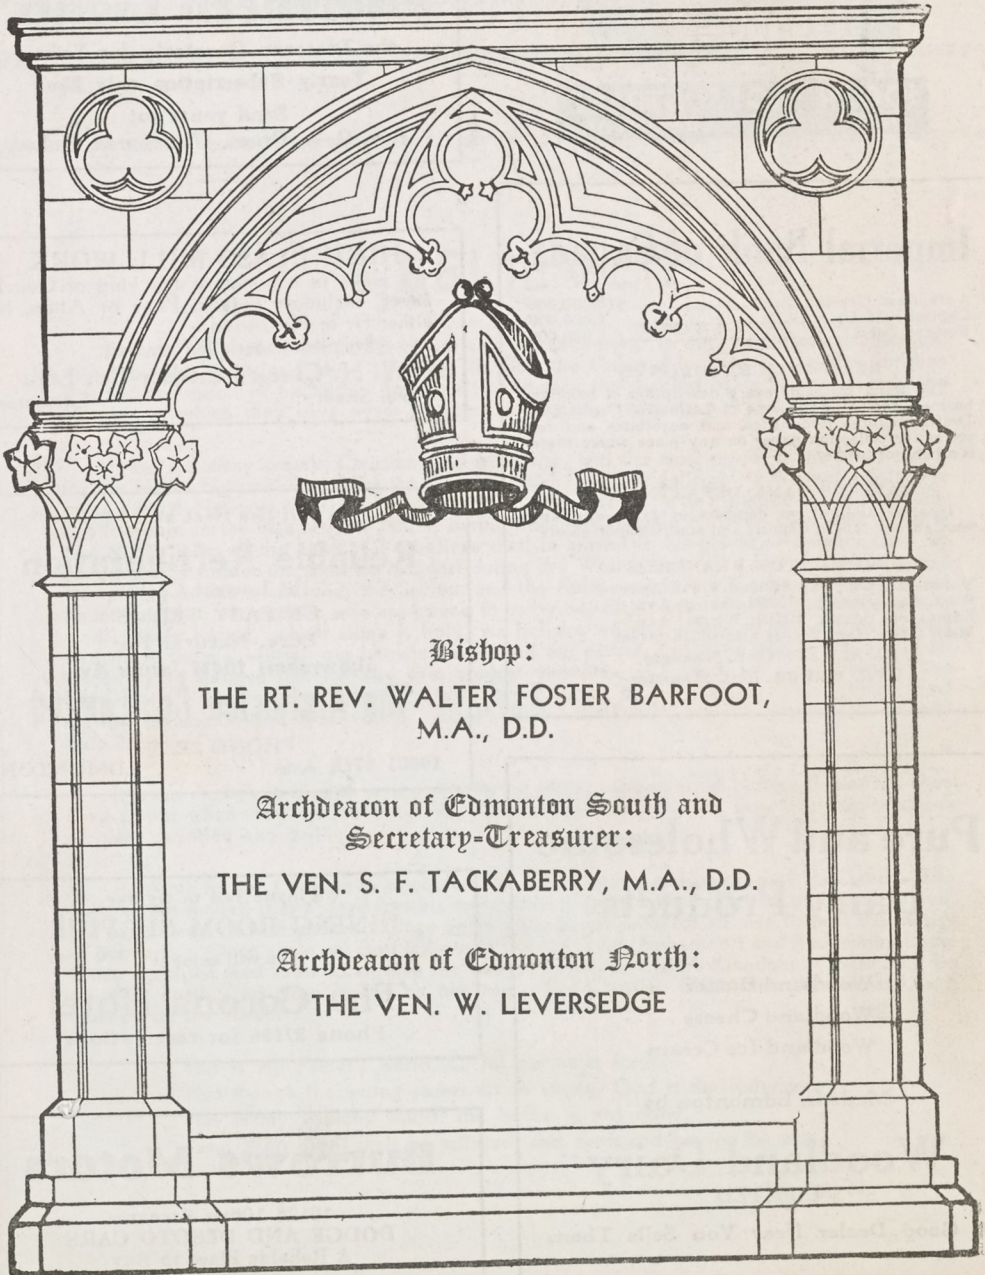 Bishop:
THE RT. REV. WALTER FOSTER BARFOOT,
M.A., D.D.
Archdeacon of Edmonton South and
Secretary-Treasurer:
THE VEN. S. F. TACKABERRY, M.A., D.D.
Archdeacon of Edmonton North:
THE VEN. W. LEVERSEDGE